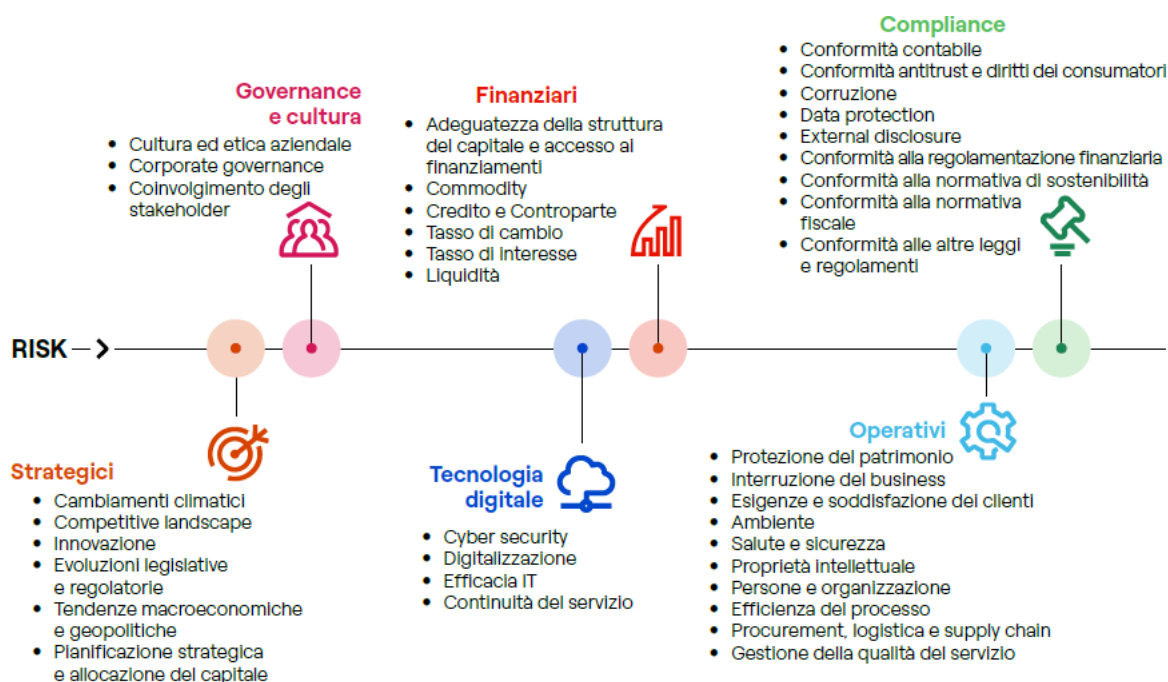 Compliance
• Conformità contabile
• Conformità antitrust e diritti dei consumatori
• Corruzione
• Data protection
• External disclosure
• Conformità alla regolamentazione finanziaria
• Conformità alla normativa di sostenibilità
• Conformità alla normativa
fiscale
• Conformità alle altre leggi
e regolamenti
Governance
e cultura
• Cultura ed etica aziendale
• Corporate governance
• Coinvolgimento degli
stakeholder
Finanziari
• Adeguatezza della struttura
del capitale e accesso ai
finanziamenti
• Commodity
• Credito e Controparte
• Tasso di cambio
• Tasso di interesse
• Liquidità
RISK
Strategici
• Cambiamenti climatici
• Competitive landscape
• Innovazione
• Evoluzioni legislative
e regolatorie
• Tendenze macroeconomiche
e geopolitiche
• Pianificazione strategica
e allocazione del capitale
Tecnologia
digitale
• Cyber security
• Digitalizzazione
• Efficacia IT
• Continuità del servizio
Operativi
• Protezione del patrimonio
• Interruzione del business
• Esigenze e soddisfazione dei clienti
• Ambiente
• Salute e sicurezza
• Proprietà intellettuale
• Persone e organizzazione
• Efficienza del processo
• Procurement, logistica e supply chain
• Gestione della qualità del servizio